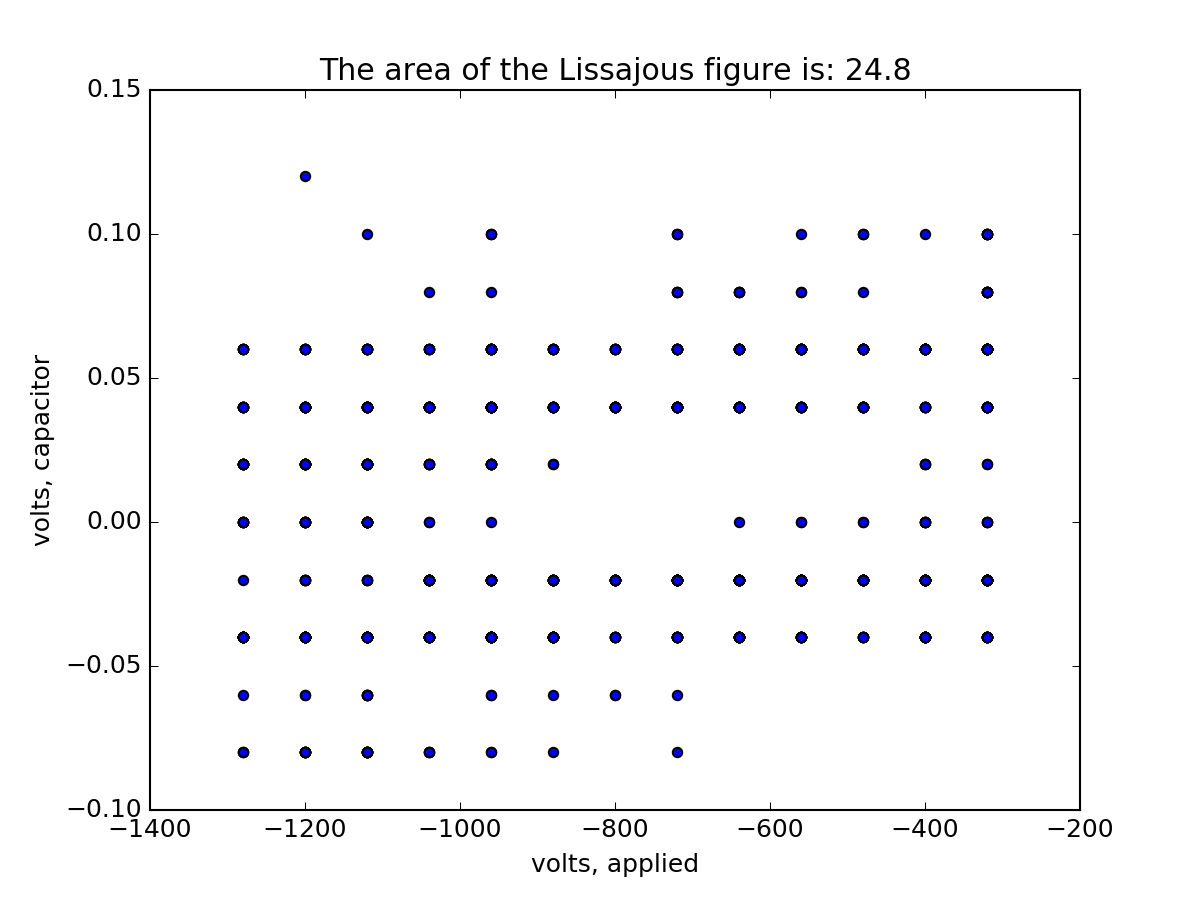 The area of the Lissajous figure is: 24.8
0.15
0.10
0.05
0.00
−0.05
−0.10
volts, capacitor
−1400 −1200 −1000 −800 −600 −400 −200
volts, applied